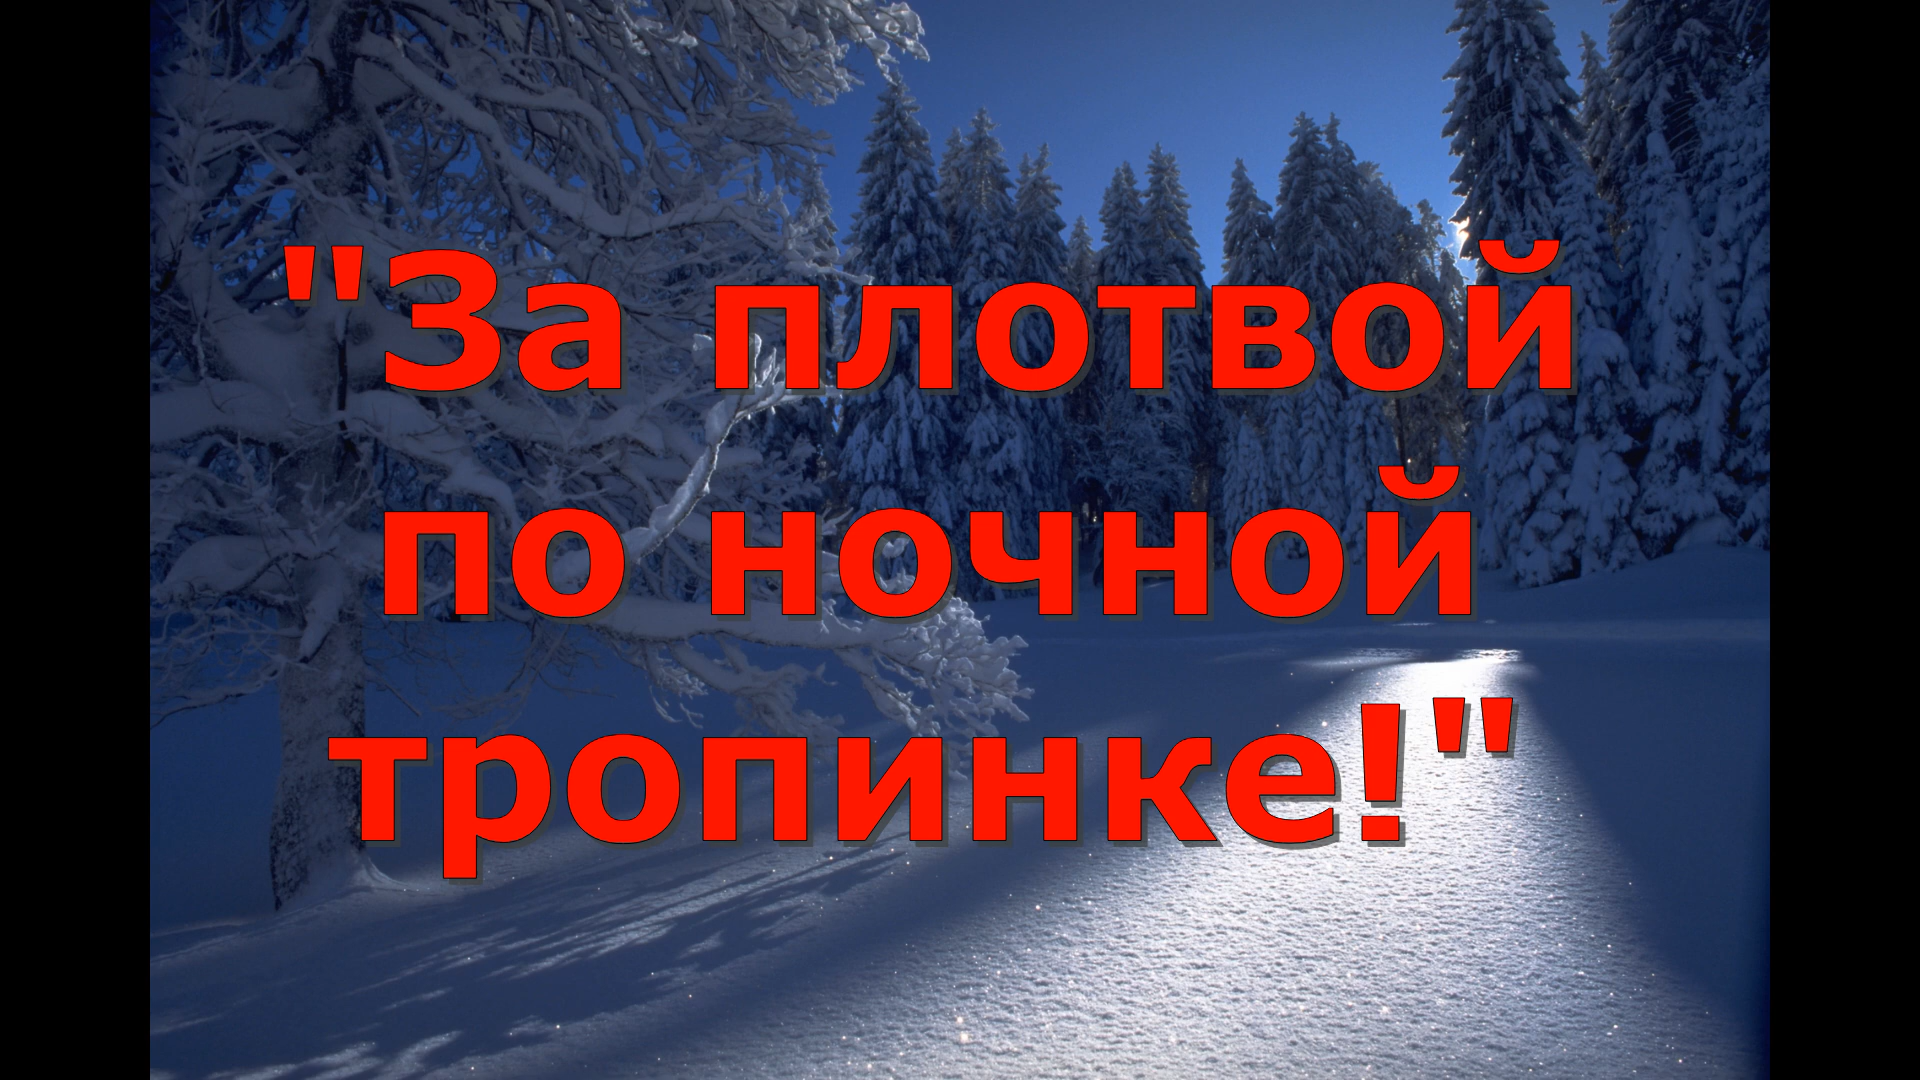 "За плотвой
по ночной
тропинке!"